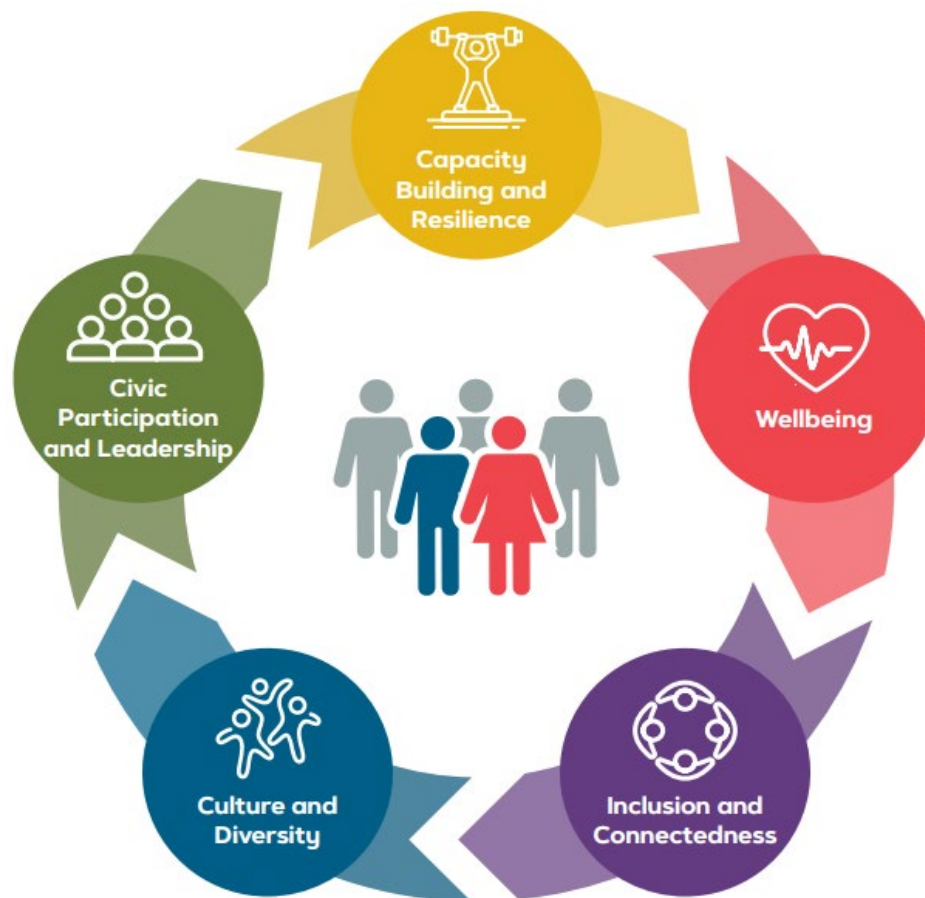 Capacity
Building and
Resilience
Civic
Participation
and Leadership
Wellbeing
Culture and
Diversity
Inclusion and
Connectedness